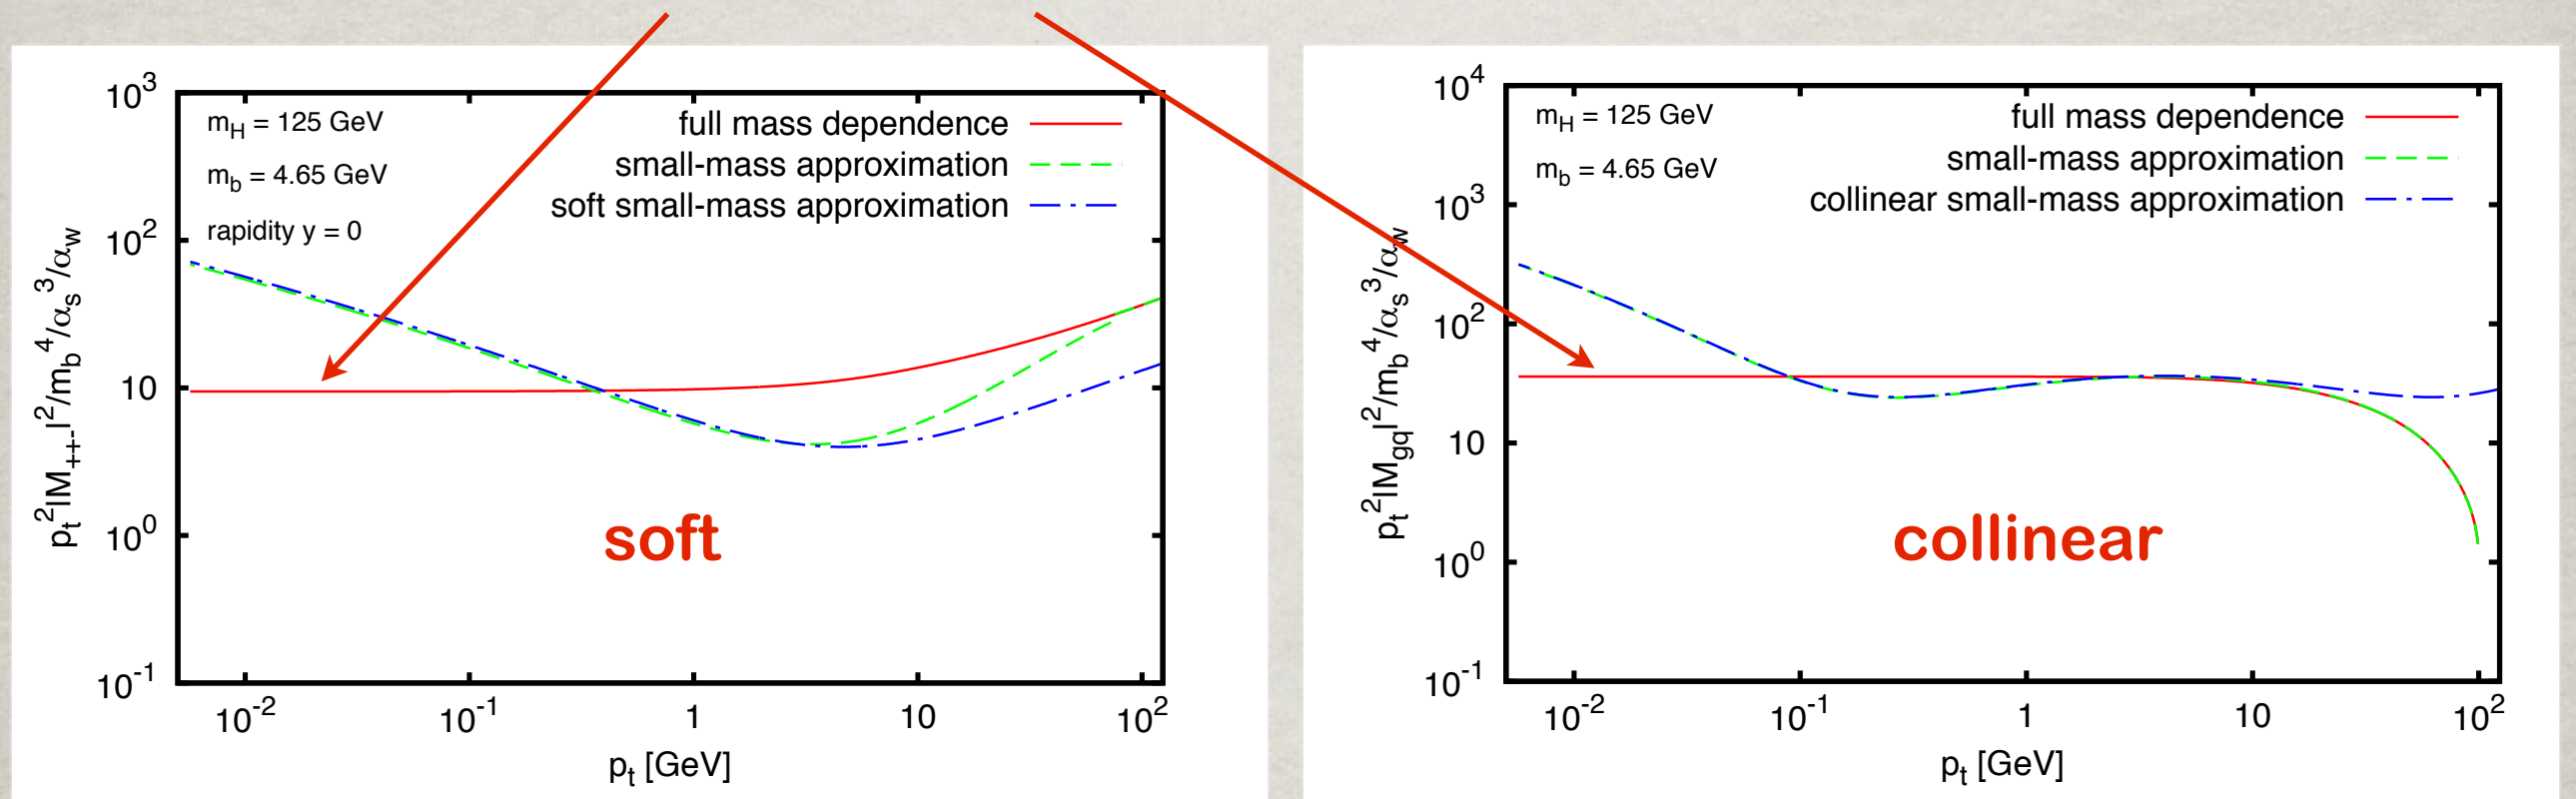 10^3
m_H = 125 GeV
m_b = 4.65 GeV
rapidity y = 0
full mass dependence
small-mass approximation
soft small-mass approximation
10^2
10
10^0
10^-1
p_t^2|M_++-|^2/m_b^4/α_s^3/α_w
soft
10^-2 10^-1 1 10 10^2
p_t [GeV]
10^4
m_H = 125 GeV
m_b = 4.65 GeV
full mass dependence
small-mass approximation
collinear small-mass approximation
10^3
10^2
10
10^0
10^-1
p_t^2|M_gq|^2/m_b^4/α_s^3/α_w
collinear
10^-2 10^-1 1 10 10^2
p_t [GeV]